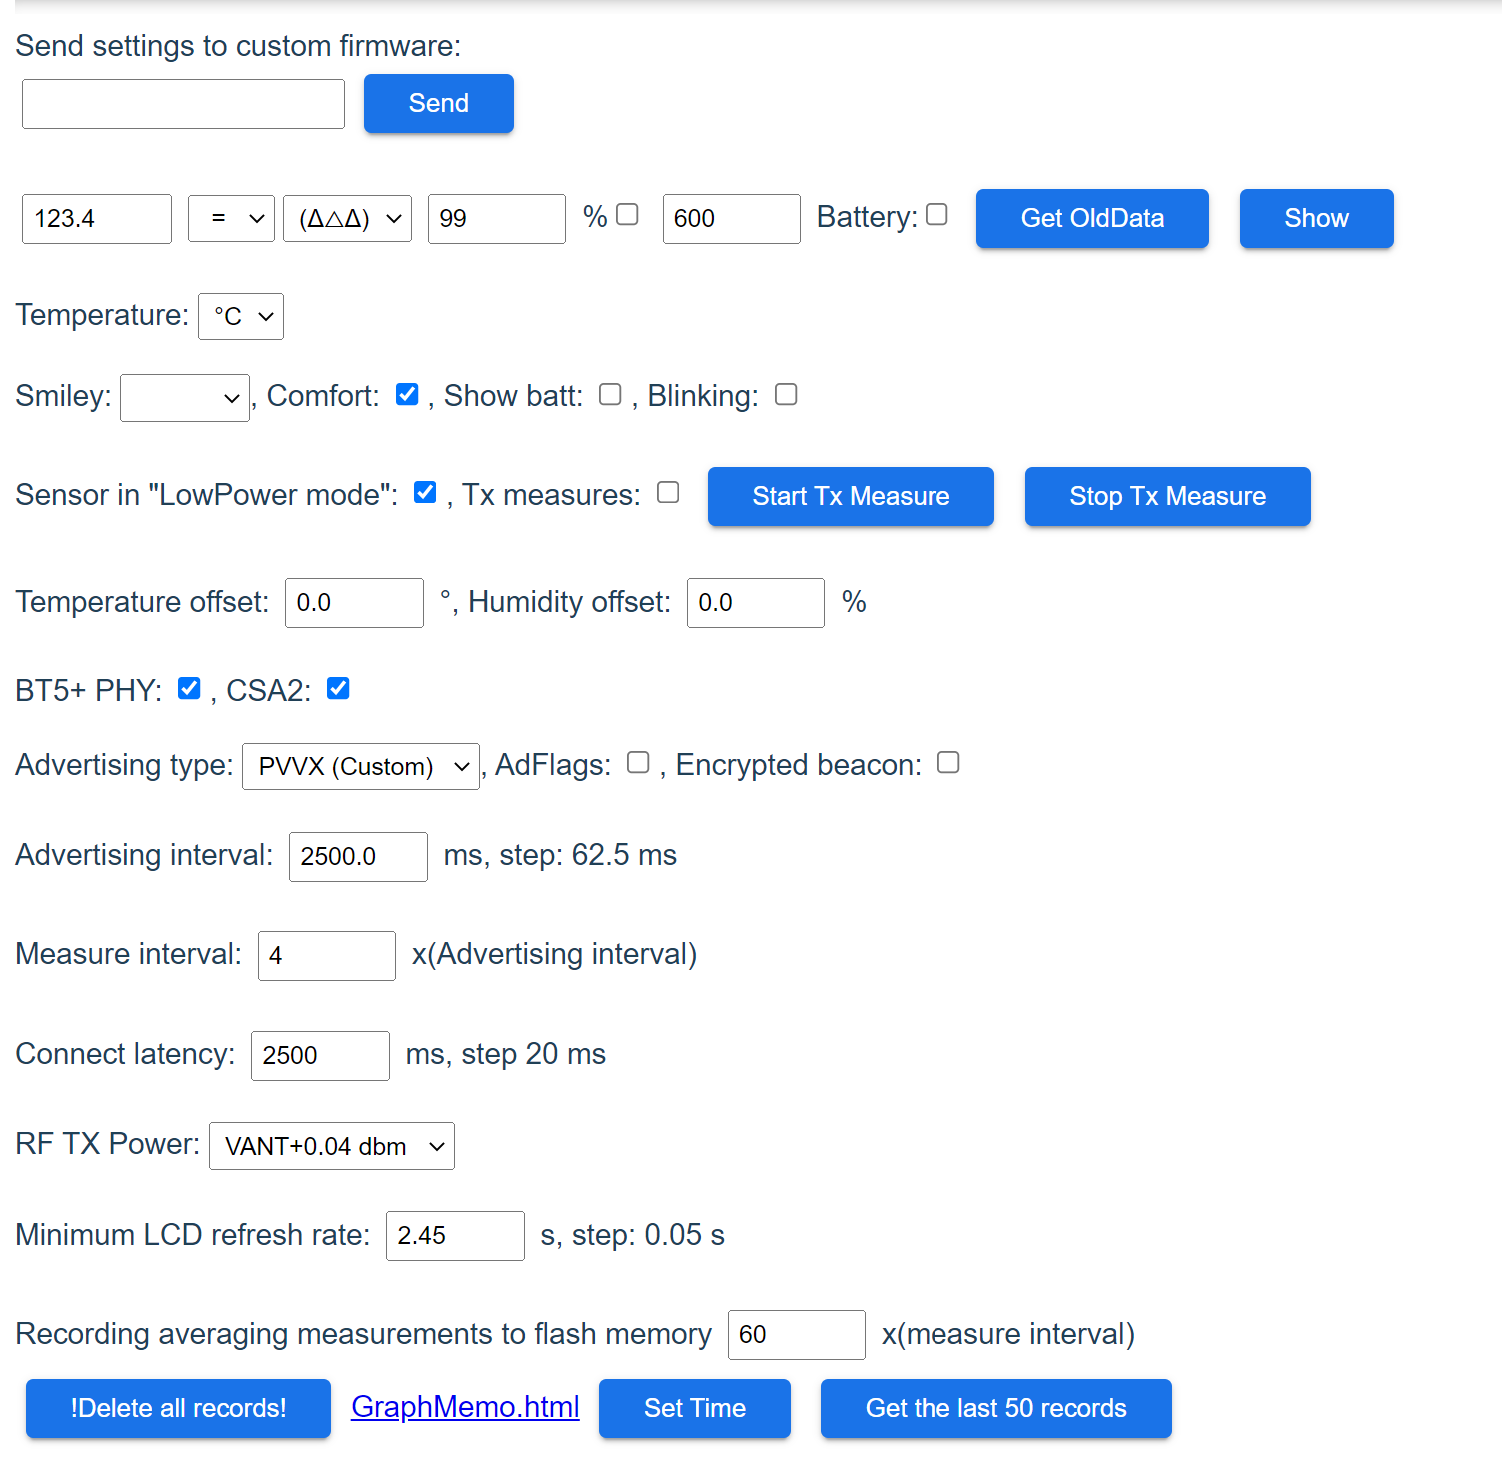 Send settings to custom firmware:
Send
123.4 = (Δ△Δ) 99 % 600 Battery: Get OldData Show
Temperature: °C
Smiley: , Comfort: , Show batt: , Blinking:
Sensor in "LowPower mode": , Tx measures: Start Tx Measure Stop Tx Measure
Temperature offset: 0.0 °, Humidity offset: 0.0 %
BT5+ PHY: , CSA2:
Advertising type: PVVX (Custom) , AdFlags: , Encrypted beacon:
Advertising interval: 2500.0 ms, step: 62.5 ms
Measure interval: 4 x(Advertising interval)
Connect latency: 2500 ms, step 20 ms
RF TX Power: VANT+0.04 dbm
Minimum LCD refresh rate: 2.45 s, step: 0.05 s
Recording averaging measurements to flash memory 60 x(measure interval)
!Delete all records! GraphMemo.html Set Time Get the last 50 records